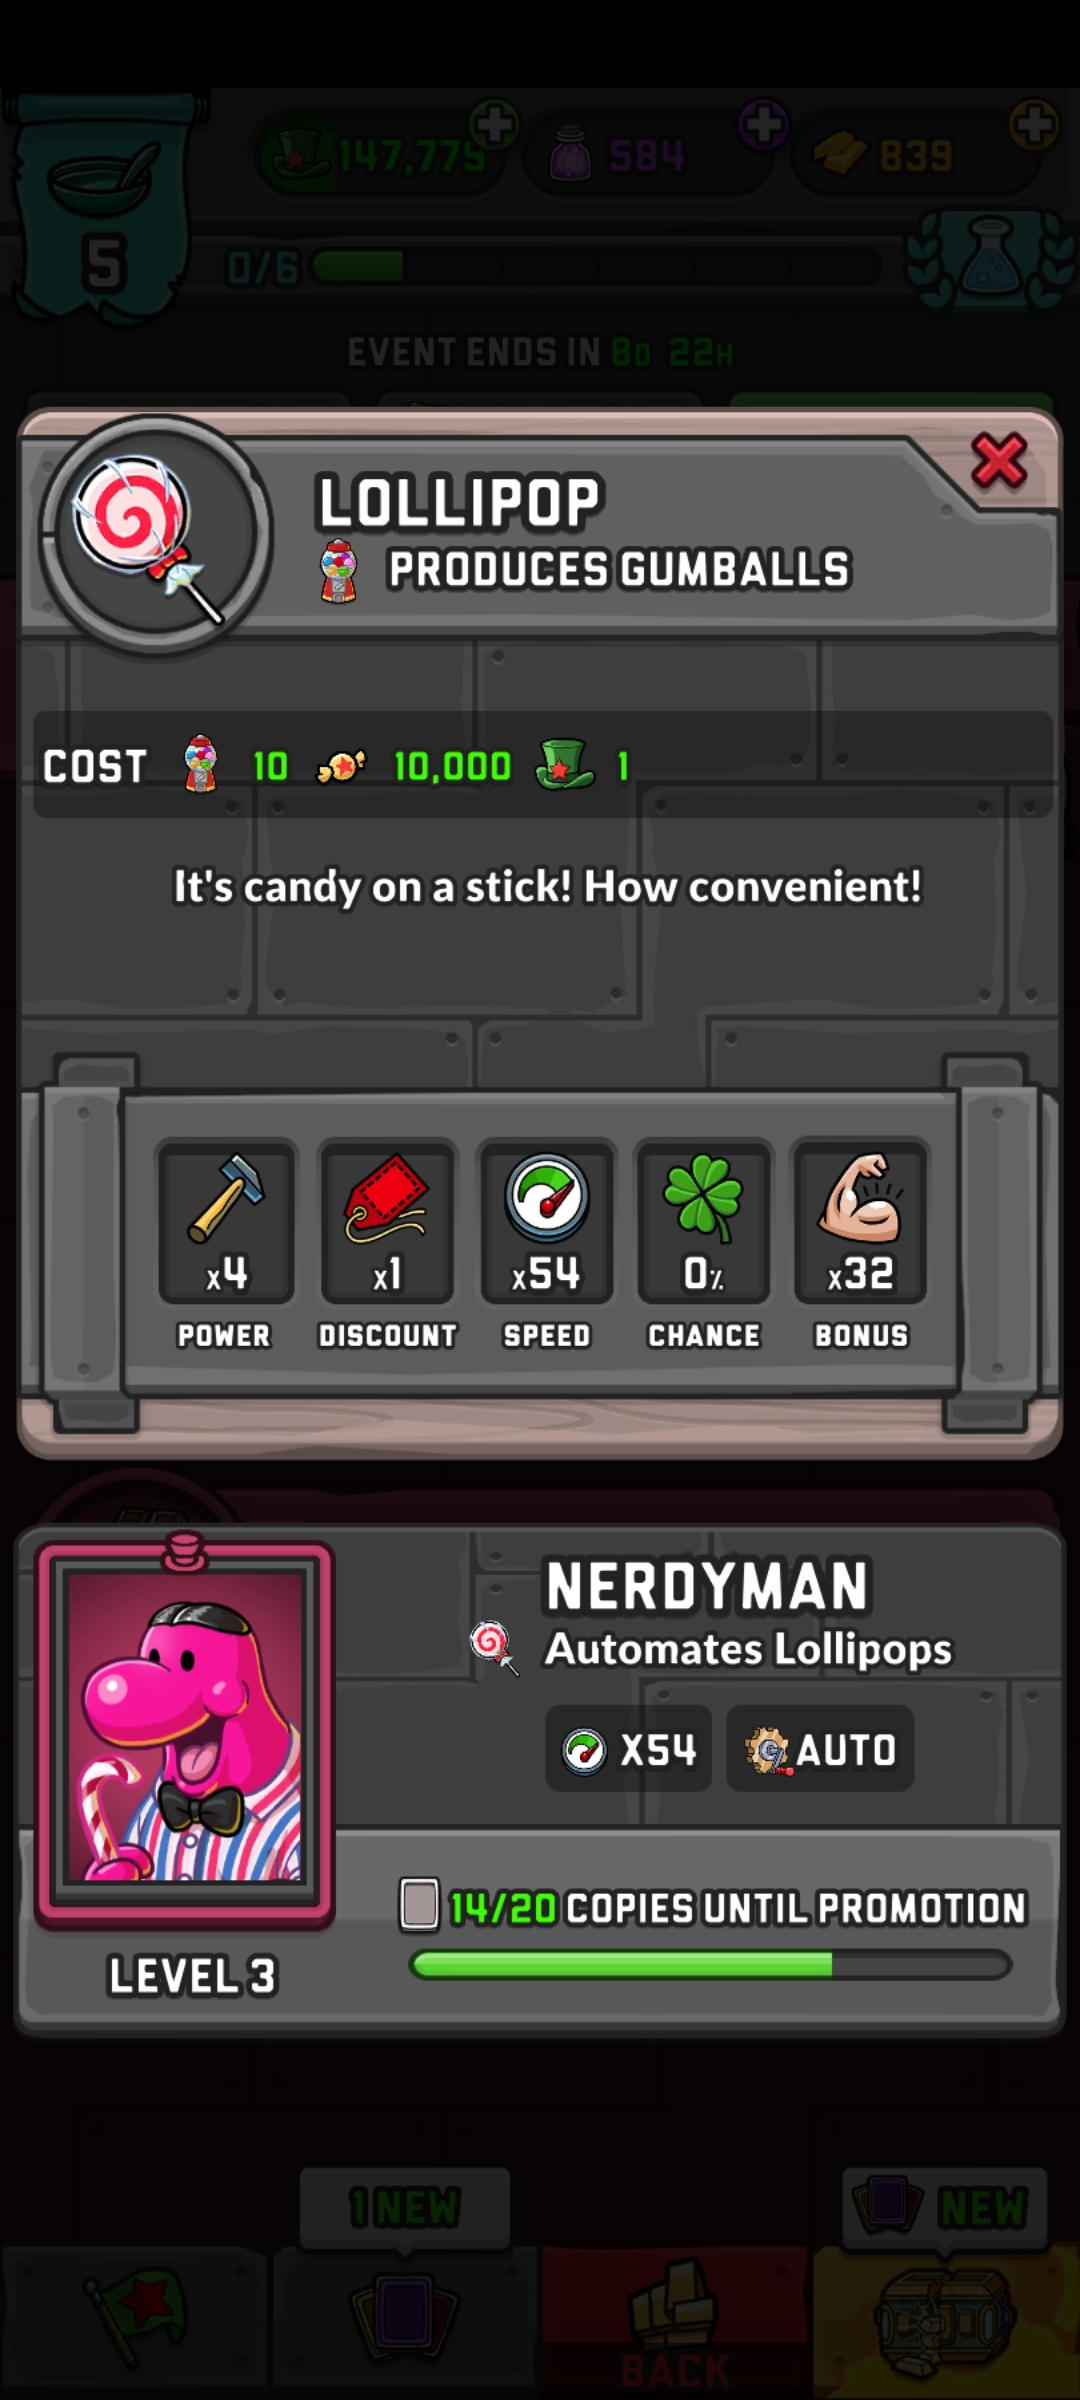 147,775
584
839
5
0/6
EVENT ENDS IN 8D 22H
LOLLIPOP
PRODUCES GUMBALLS
COST 10 10,000 1
It's candy on a stick! How convenient!
x4 x1 x54 0% x32
POWER DISCOUNT SPEED CHANCE BONUS
NERDYMAN
Automates Lollipops
X54 AUTO
14/20 COPIES UNTIL PROMOTION
LEVEL 3
1 NEW
NEW
BACK